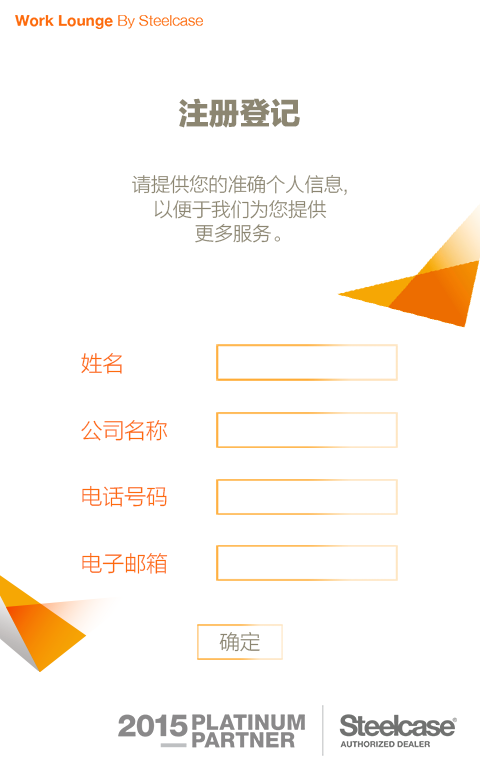 Work Lounge By Steelcase
注册登记
请提供您的准确个人信息,
以便于我们为您提供
更多服务。
姓名
公司名称
电话号码
电子邮箱
确定
2015 PLATINUM
PARTNER
Steelcase®
AUTHORIZED DEALER